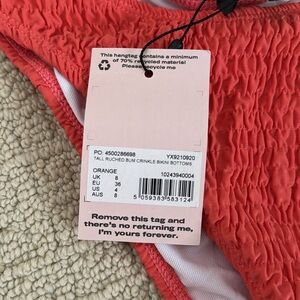 This hangtag contains a minimum
of 70% recycled material
Please recycle me
PO: 4500286698 YX9210920
TALL RUCHED BUM CRINKLE BIKINI BOTTOMS
ORANGE
UK 8
EU 36
US 4
AUS 8
10243940004
5 059383 583124
Remove this tag and
there's no returning me,
I'm yours forever.